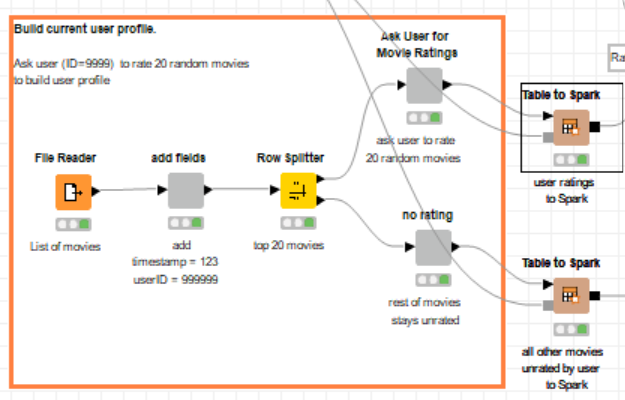 Build current user profile.
Ask user (ID=9999) to rate 20 random movies
to build user profile
Ask User for
Movie Ratings
ask user to rate
20 random movies
Table to Spark
user ratings
to Spark
File Reader
List of movies
add fields
add
timestamp = 123
userID = 999999
Row Splitter
top 20 movies
no rating
rest of movies
stays unrated
Table to Spark
all other movies
unrated by user
to Spark
Ra